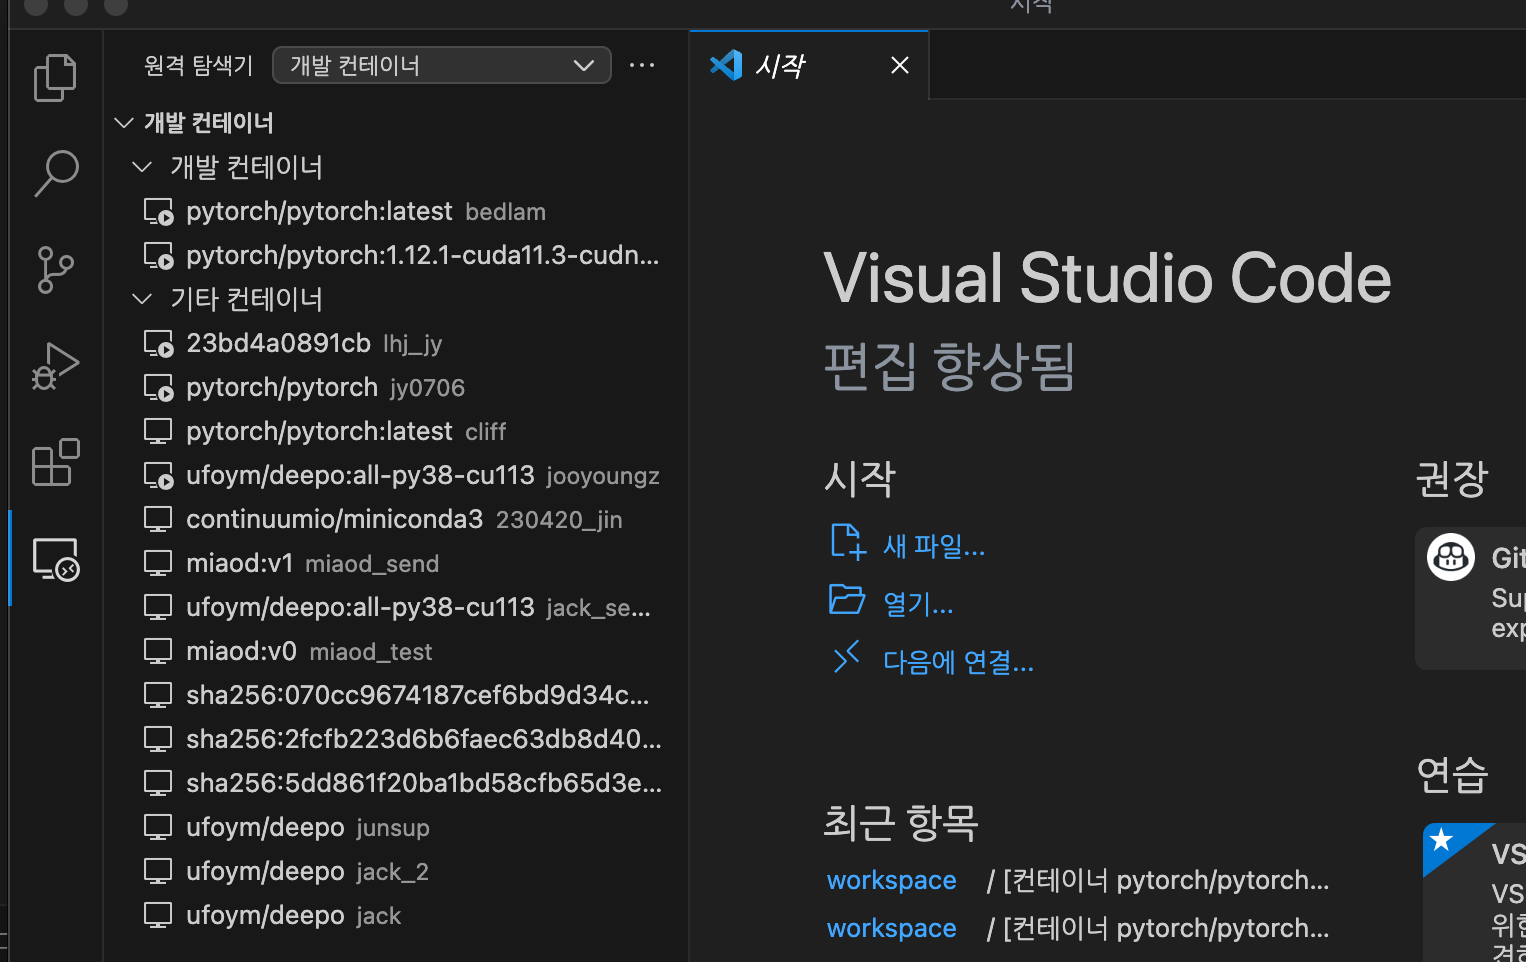 시작
원격 탐색기 개발 컨테이너 ...
시작
개발 컨테이너
개발 컨테이너
pytorch/pytorch:latest bedlam
pytorch/pytorch:1.12.1-cuda11.3-cudn...
기타 컨테이너
23bd4a0891cb lhj_jy
pytorch/pytorch jy0706
pytorch/pytorch:latest cliff
ufoym/deepo:all-py38-cu113 jooyoungz
continuumio/miniconda3 230420_jin
miaod:v1 miaod_send
ufoym/deepo:all-py38-cu113 jack_se...
miaod:v0 miaod_test
sha256:070cc9674187cef6bd9d34c...
sha256:2fcfb223d6b6faec63db8d40...
sha256:5dd861f20ba1bd58cfb65d3e...
ufoym/deepo junsup
ufoym/deepo jack_2
ufoym/deepo jack
Visual Studio Code
편집 향상됨
시작
새 파일...
열기...
다음에 연결...
최근 항목
workspace / [컨테이너 pytorch/pytorch...
workspace / [컨테이너 pytorch/pytorch...
권장
Git
Sup
exp
연습
VS
VS
위한